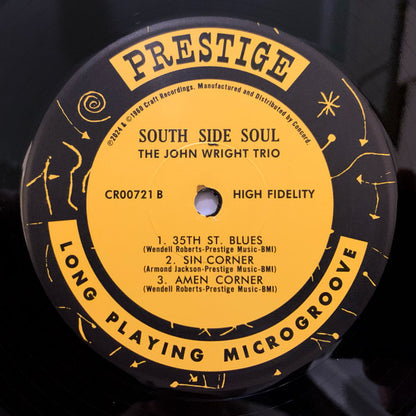 PRESTIGE
℗2024 & ©1960 Craft Recordings. Manufactured and Distributed by Concord.
SOUTH SIDE SOUL
THE JOHN WRIGHT TRIO
CR00721 B HIGH FIDELITY
1. 35TH ST. BLUES
(Wendell Roberts-Prestige Music-BMI)
2. SIN CORNER
(Armond Jackson-Prestige Music-BMI)
3. AMEN CORNER
(Wendell Roberts-Prestige Music-BMI)
LONG PLAYING MICROGROOVE